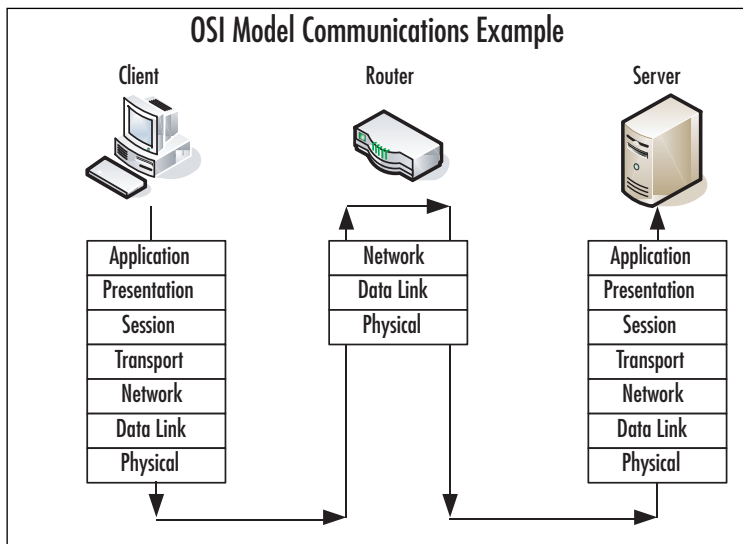 OSI Model Communications Example
Client
Router
Server
Application
Presentation
Session
Transport
Network
Data Link
Physical
Network
Data Link
Physical
Application
Presentation
Session
Transport
Network
Data Link
Physical